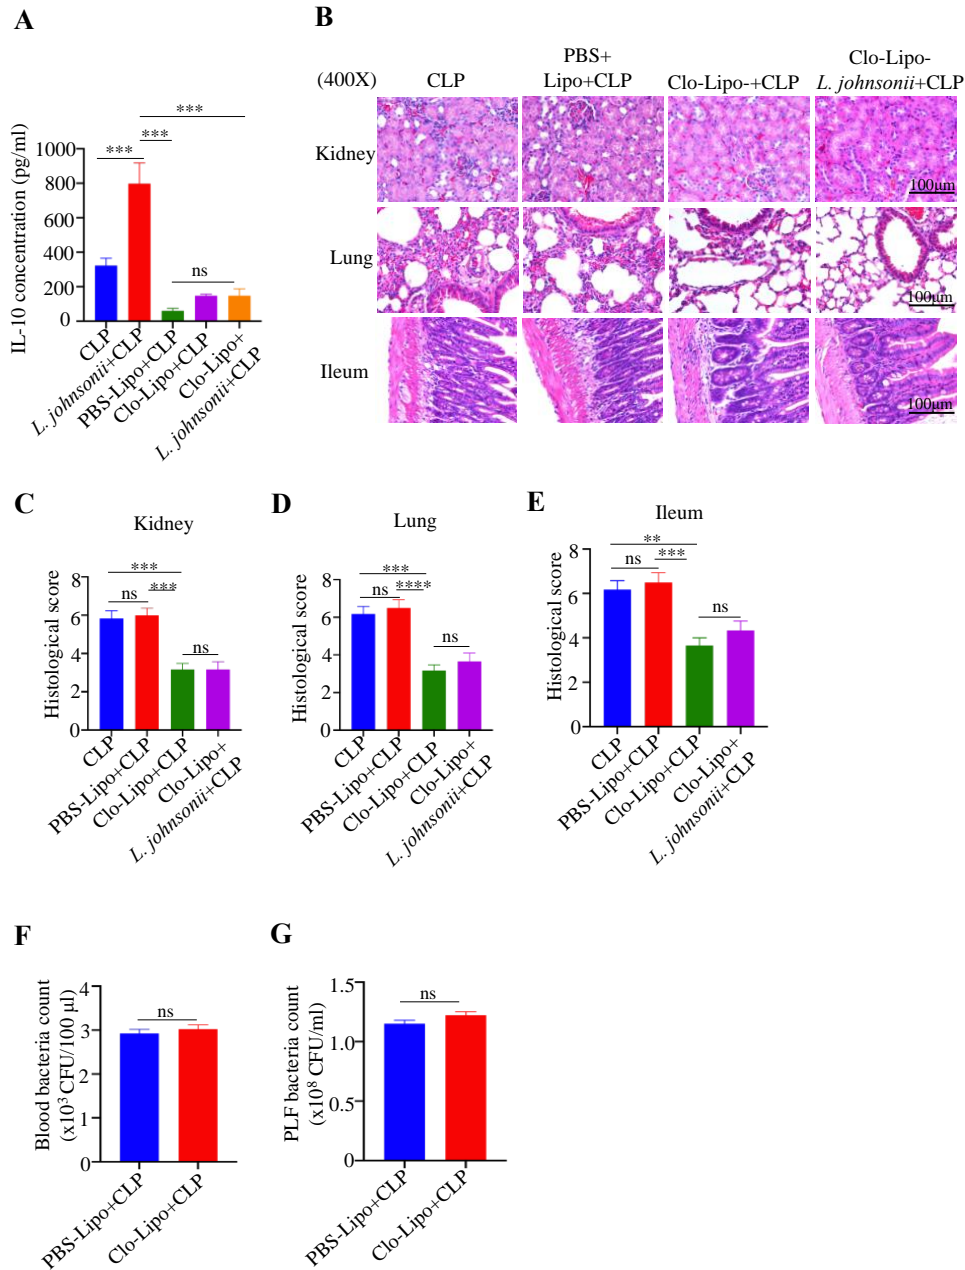 A
IL-10 concentration (pg/ml)
1000
800
600
400
200
0
***
***
***
ns
CLP
L. johnsonii+CLP
PBS-Lipo+CLP
Clo-Lipo+CLP
Clo-Lipo+
L. johnsonii+CLP
B
(400X)
CLP
PBS+
Lipo+CLP
Clo-Lipo-+CLP
Clo-Lipo-
L. johnsonii+CLP
Kidney
100μm
Lung
100μm
Ileum
100μm
C
Kidney
Histological score
8
6
4
2
0
***
ns
***
ns
CLP
PBS-Lipo+CLP
Clo-Lipo+CLP
Clo-Lipo+
L. johnsonii+CLP
D
Lung
Histological score
8
6
4
2
0
***
ns
****
ns
CLP
PBS-Lipo+CLP
Clo-Lipo+CLP
Clo-Lipo+
L. johnsonii+CLP
E
Ileum
Histological score
8
6
4
2
0
**
ns
***
ns
CLP
PBS-Lipo+CLP
Clo-Lipo+CLP
Clo-Lipo+
L. johnsonii+CLP
F
Blood bacteria count
(x10³ CFU/100 μl)
4
3
2
1
0
ns
PBS-Lipo+CLP
Clo-Lipo+CLP
G
PLF bacteria count
(x10⁸ CFU/ml)
1.5
1.0
0.5
0
ns
PBS-Lipo+CLP
Clo-Lipo+CLP